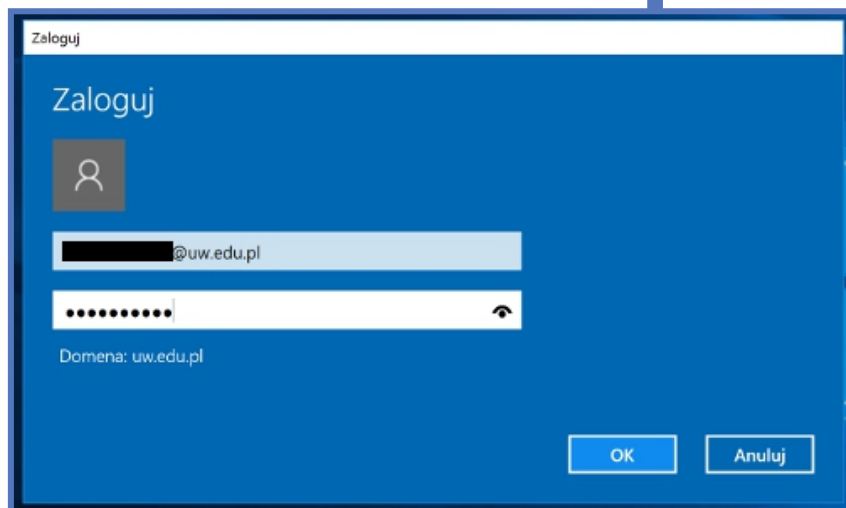 Zaloguj
Zaloguj
@uw.edu.pl
••••••••••
Domena: uw.edu.pl
OK Anuluj